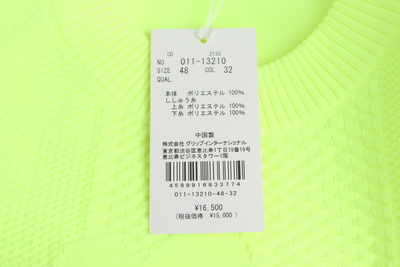 CD 2133
NO. 011-13210
SIZE 48 COL. 32
QUAL.
本体 ポリエステル 100%
ししゅう糸
上糸 ポリエステル 100%
下糸 ポリエステル 100%
中国製
株式会社 グリップインターナショナル
東京都渋谷区恵比寿1丁目19番19号
恵比寿ビジネスタワー1階
4589916833774
011-13210-48-32
¥16,500
(税抜価格 ¥15,000)